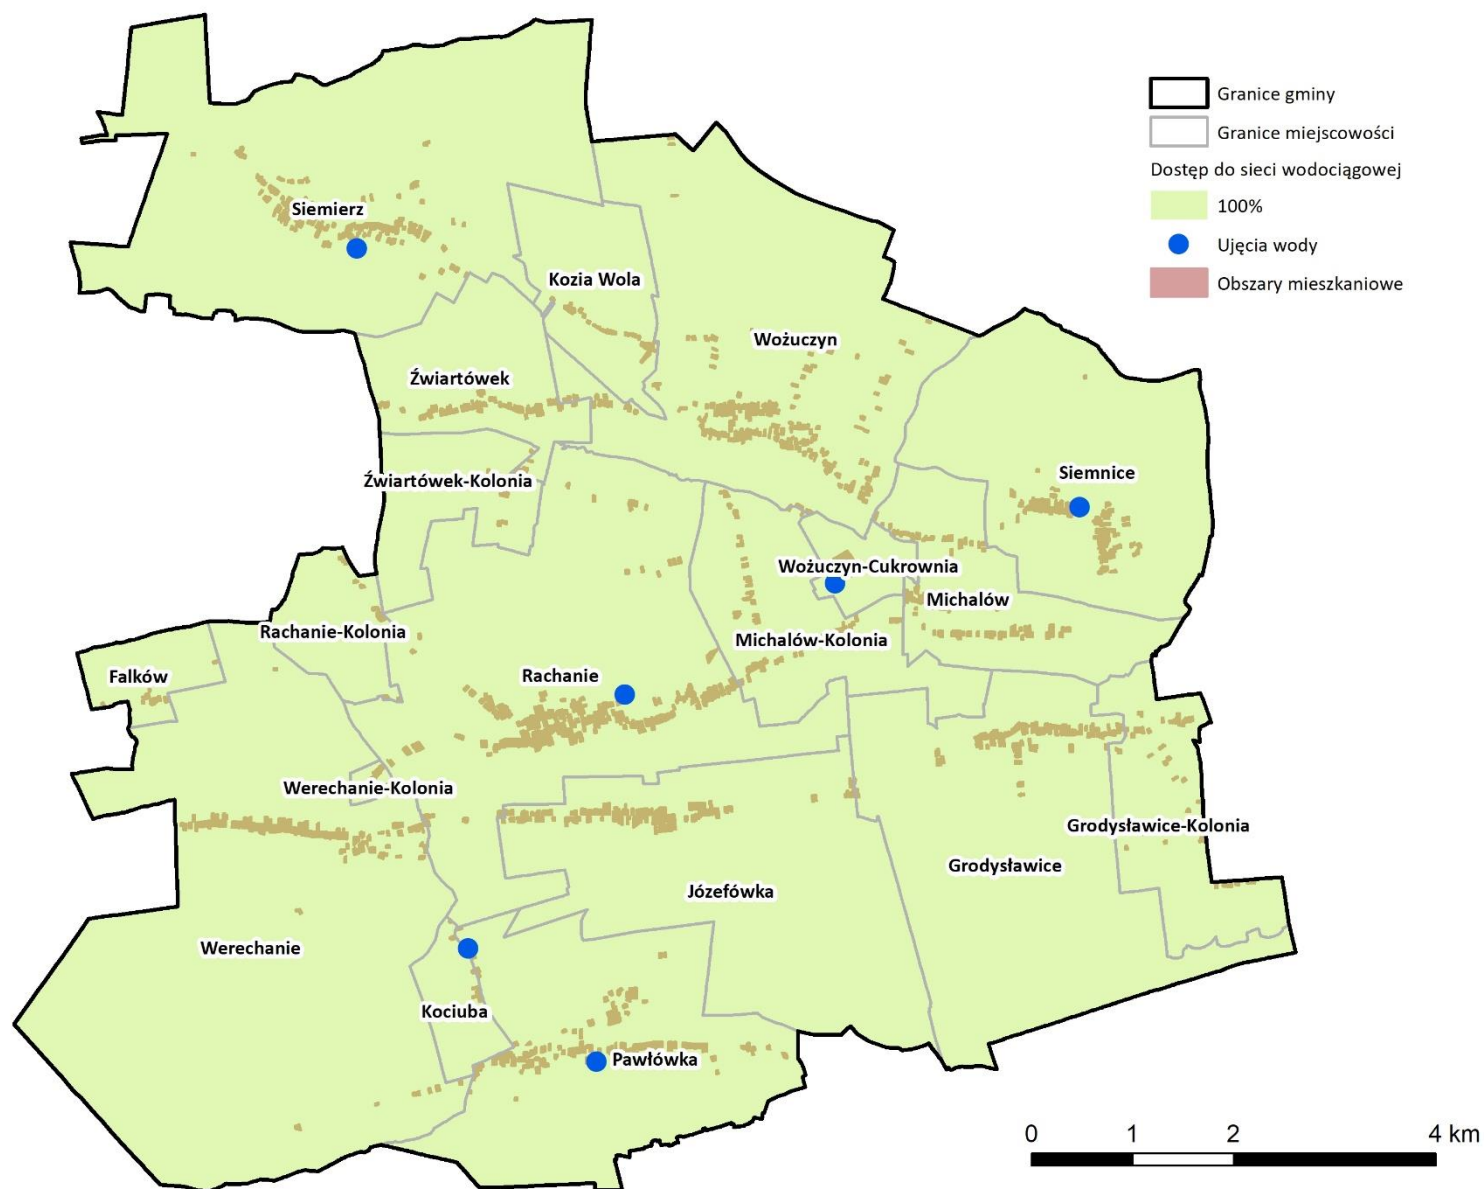 Granice gminy
Granice miejscowości
Dostęp do sieci wodociągowej
100%
Ujęcia wody
Obszary mieszkaniowe
Siemierz
Kozia Wola
Wożuczyn
Źwiartówek
Siemnice
Źwiartówek-Kolonia
Wożuczyn-Cukrownia
Michalów
Rachanie-Kolonia
Michalów-Kolonia
Falków
Rachanie
Werechanie-Kolonia
Grodysławice-Kolonia
Grodysławice
Józefówka
Werechanie
Kociuba
Pawłówka
0 1 2 4 km